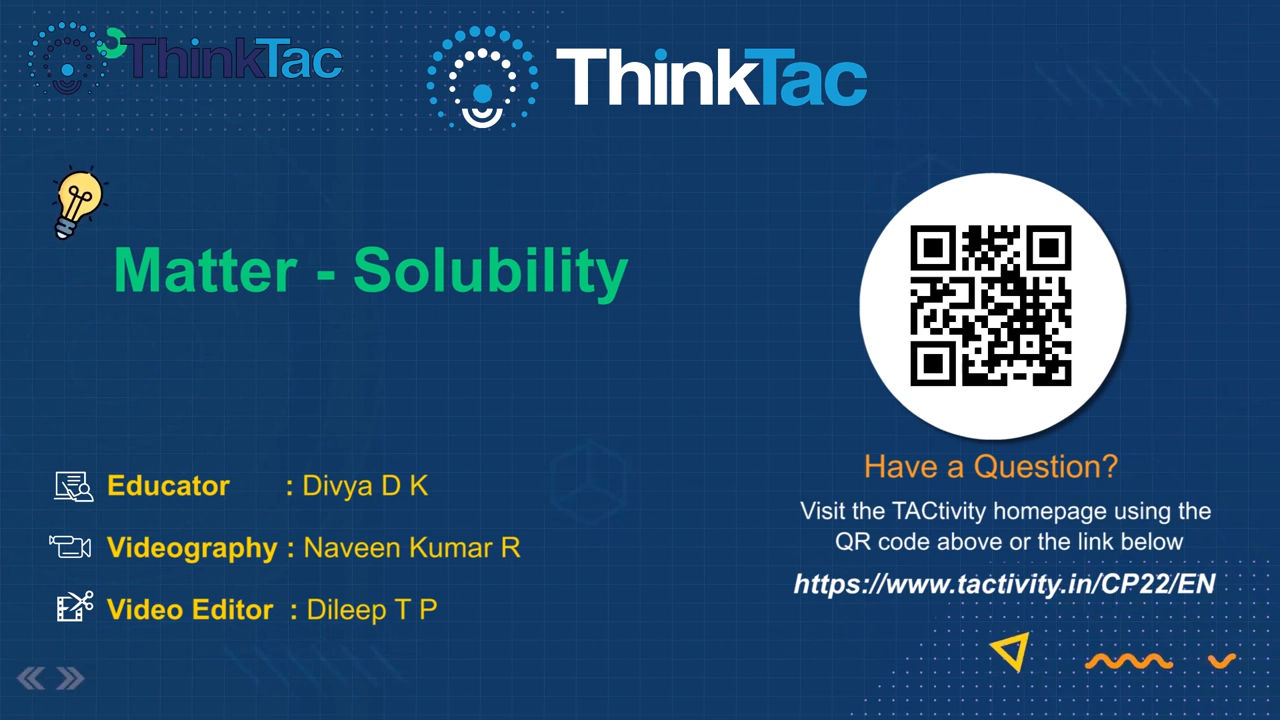 ThinkTac
ThinkTac
Matter - Solubility
Educator : Divya D K
Videography : Naveen Kumar R
Video Editor : Dileep T P
Have a Question?
Visit the TACtivity homepage using the
QR code above or the link below
https://www.tactivity.in/CP22/EN